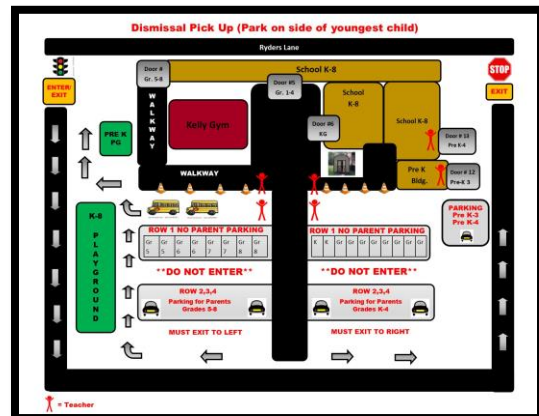 Dismissal Pick Up (Park on side of youngest child)
Ryders Lane
ENTER/
EXIT
Door #
Gr. 5-8
School K-8
Door #5
Gr. 1-4
STOP
EXIT
WALKWAY
Kelly Gym
School
K-8
School K-8
Door #6
KG
Door # 10
Pre K-4
PRE K
PG
WALKWAY
Pre K
Bldg.
Door # 12
Pre-K 3
PARKING
Pre K-3
Pre K-4
K-8
PLAYGROUND
ROW 1 NO PARENT PARKING
ROW 1 NO PARENT PARKING
Gr Gr Gr Gr Gr Gr Gr Gr
5 5 6 6 7 7 8 8
K K Gr Gr Gr Gr Gr Gr Gr
**DO NOT ENTER**
**DO NOT ENTER**
ROW 2,3,4
Parking for Parents
Grades 5-8
ROW 2,3,4
Parking for Parents
Grades K-4
MUST EXIT TO LEFT
MUST EXIT TO RIGHT
= Teacher